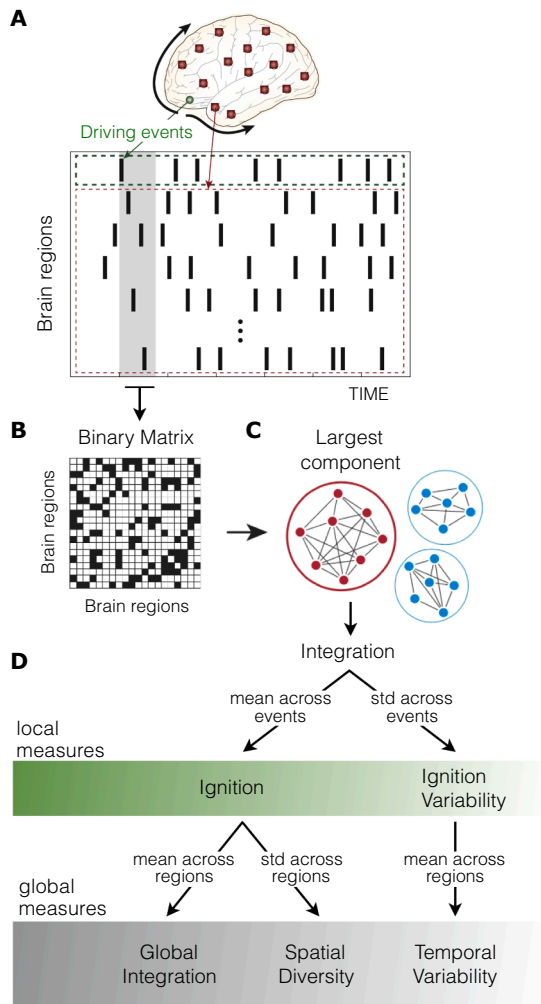 A
Driving events
Brain regions
TIME
B
Binary Matrix
Brain regions
Brain regions
C
Largest
component
Integration
D
mean across
events
std across
events
local
measures
Ignition
Ignition
Variability
mean across
regions
std across
regions
mean across
regions
global
measures
Global
Integration
Spatial
Diversity
Temporal
Variability